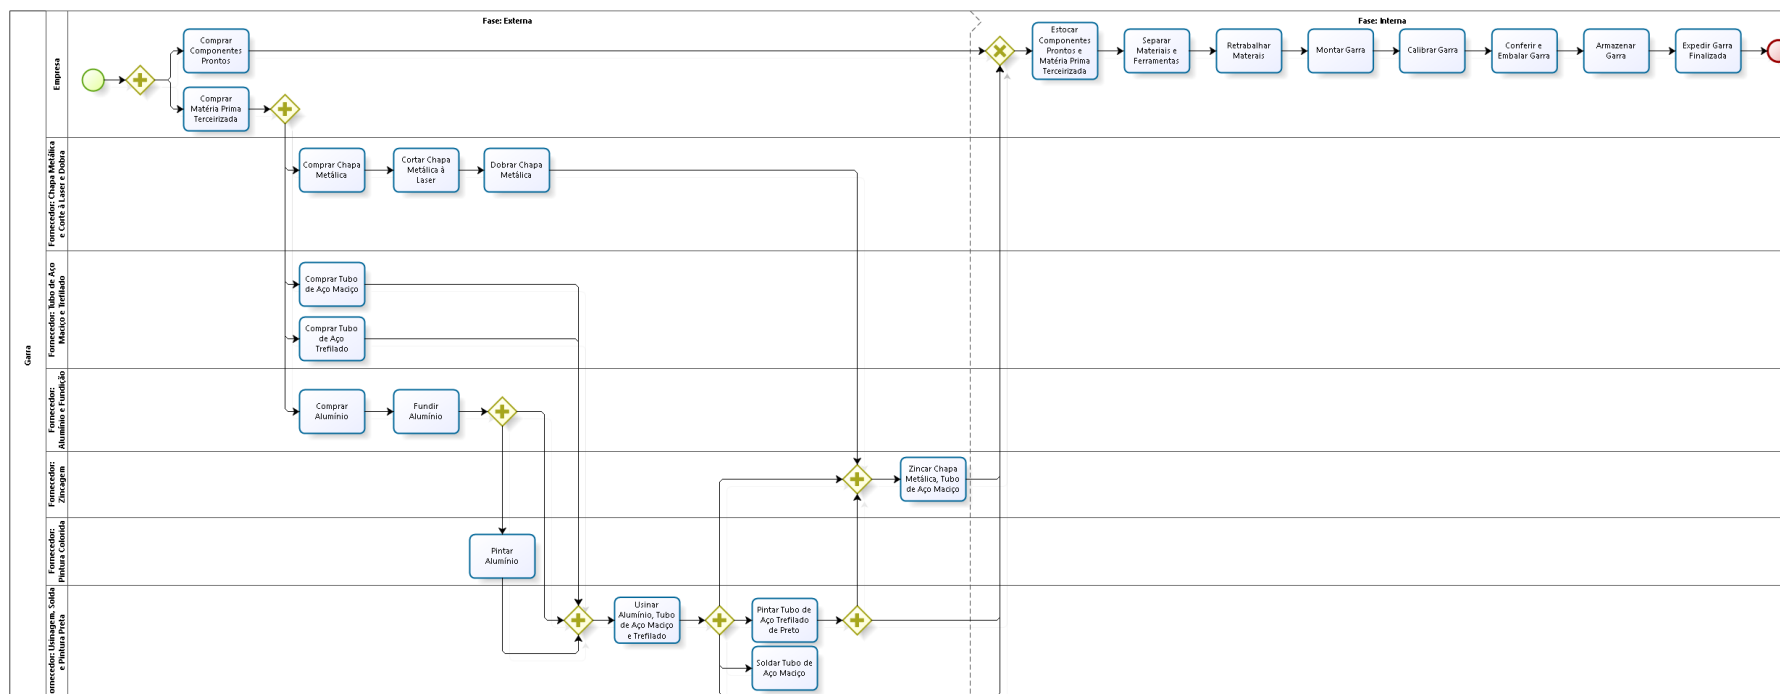 Fase: Externa
Fase: Interna
Garra
Empresa
Comprar
Componentes
Prontos
Comprar
Matéria Prima
Terceirizada
Estocar
Componentes
Prontos e
Matéria Prima
Terceirizada
Separar
Materiais e
Ferramentas
Retrabalhar
Materais
Montar Garra
Calibrar Garra
Conferir e
Embalar Garra
Armazenar
Garra
Expedir Garra
Finalizada
Fornecedor: Chapa Metálica
e Corte à Laser e Dobra
Comprar Chapa
Metálica
Cortar Chapa
Metálica à
Laser
Dobrar Chapa
Metálica
Fornecedor: Tubo de Aço
Maciço e Trefilado
Comprar Tubo
de Aço Maciço
Comprar Tubo
de Aço
Trefilado
Fornecedor:
Alumínio e Fundição
Comprar
Alumínio
Fundir
Alumínio
Fornecedor:
Zincagem
Zincar Chapa
Metálica, Tubo
de Aço Maciço
Fornecedor:
Pintura Colorida
Pintar
Alumínio
ornecedor: Usinagem, Solda
e Pintura Preta
Usinar
Alumínio, Tubo
de Aço Maciço
e Trefilado
Pintar Tubo de
Aço Trefilado
de Preto
Soldar Tubo de
Aço Maciço